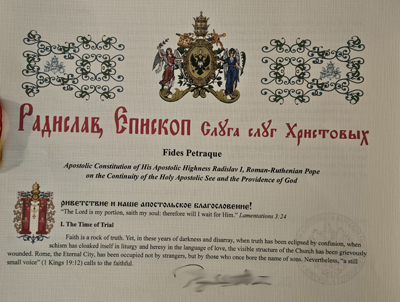 Радислав, Епископ Слуга слуг Христовых
Fides Petraque
Apostolic Constitution of His Apostolic Highness Radislav I, Roman-Ruthenian Pope
on the Continuity of the Holy Apostolic See and the Providence of God
приветствие и наше апостольское благословение!
"The Lord is my portion, saith my soul: therefore will I wait for Him." Lamentations 3:24
I. The Time of Trial
Faith is a rock of truth. Yet, in these years of darkness and disarray, when truth has been eclipsed by confusion, when
schism has cloaked itself in liturgy and heresy in the language of love, the visible structure of the Church has been grievously
wounded. Rome, the Eternal City, has been occupied not by strangers, but by those who once bore the name of sons. Nevertheless, "a still
small voice" (1 Kings 19:12) calls to the faithful.